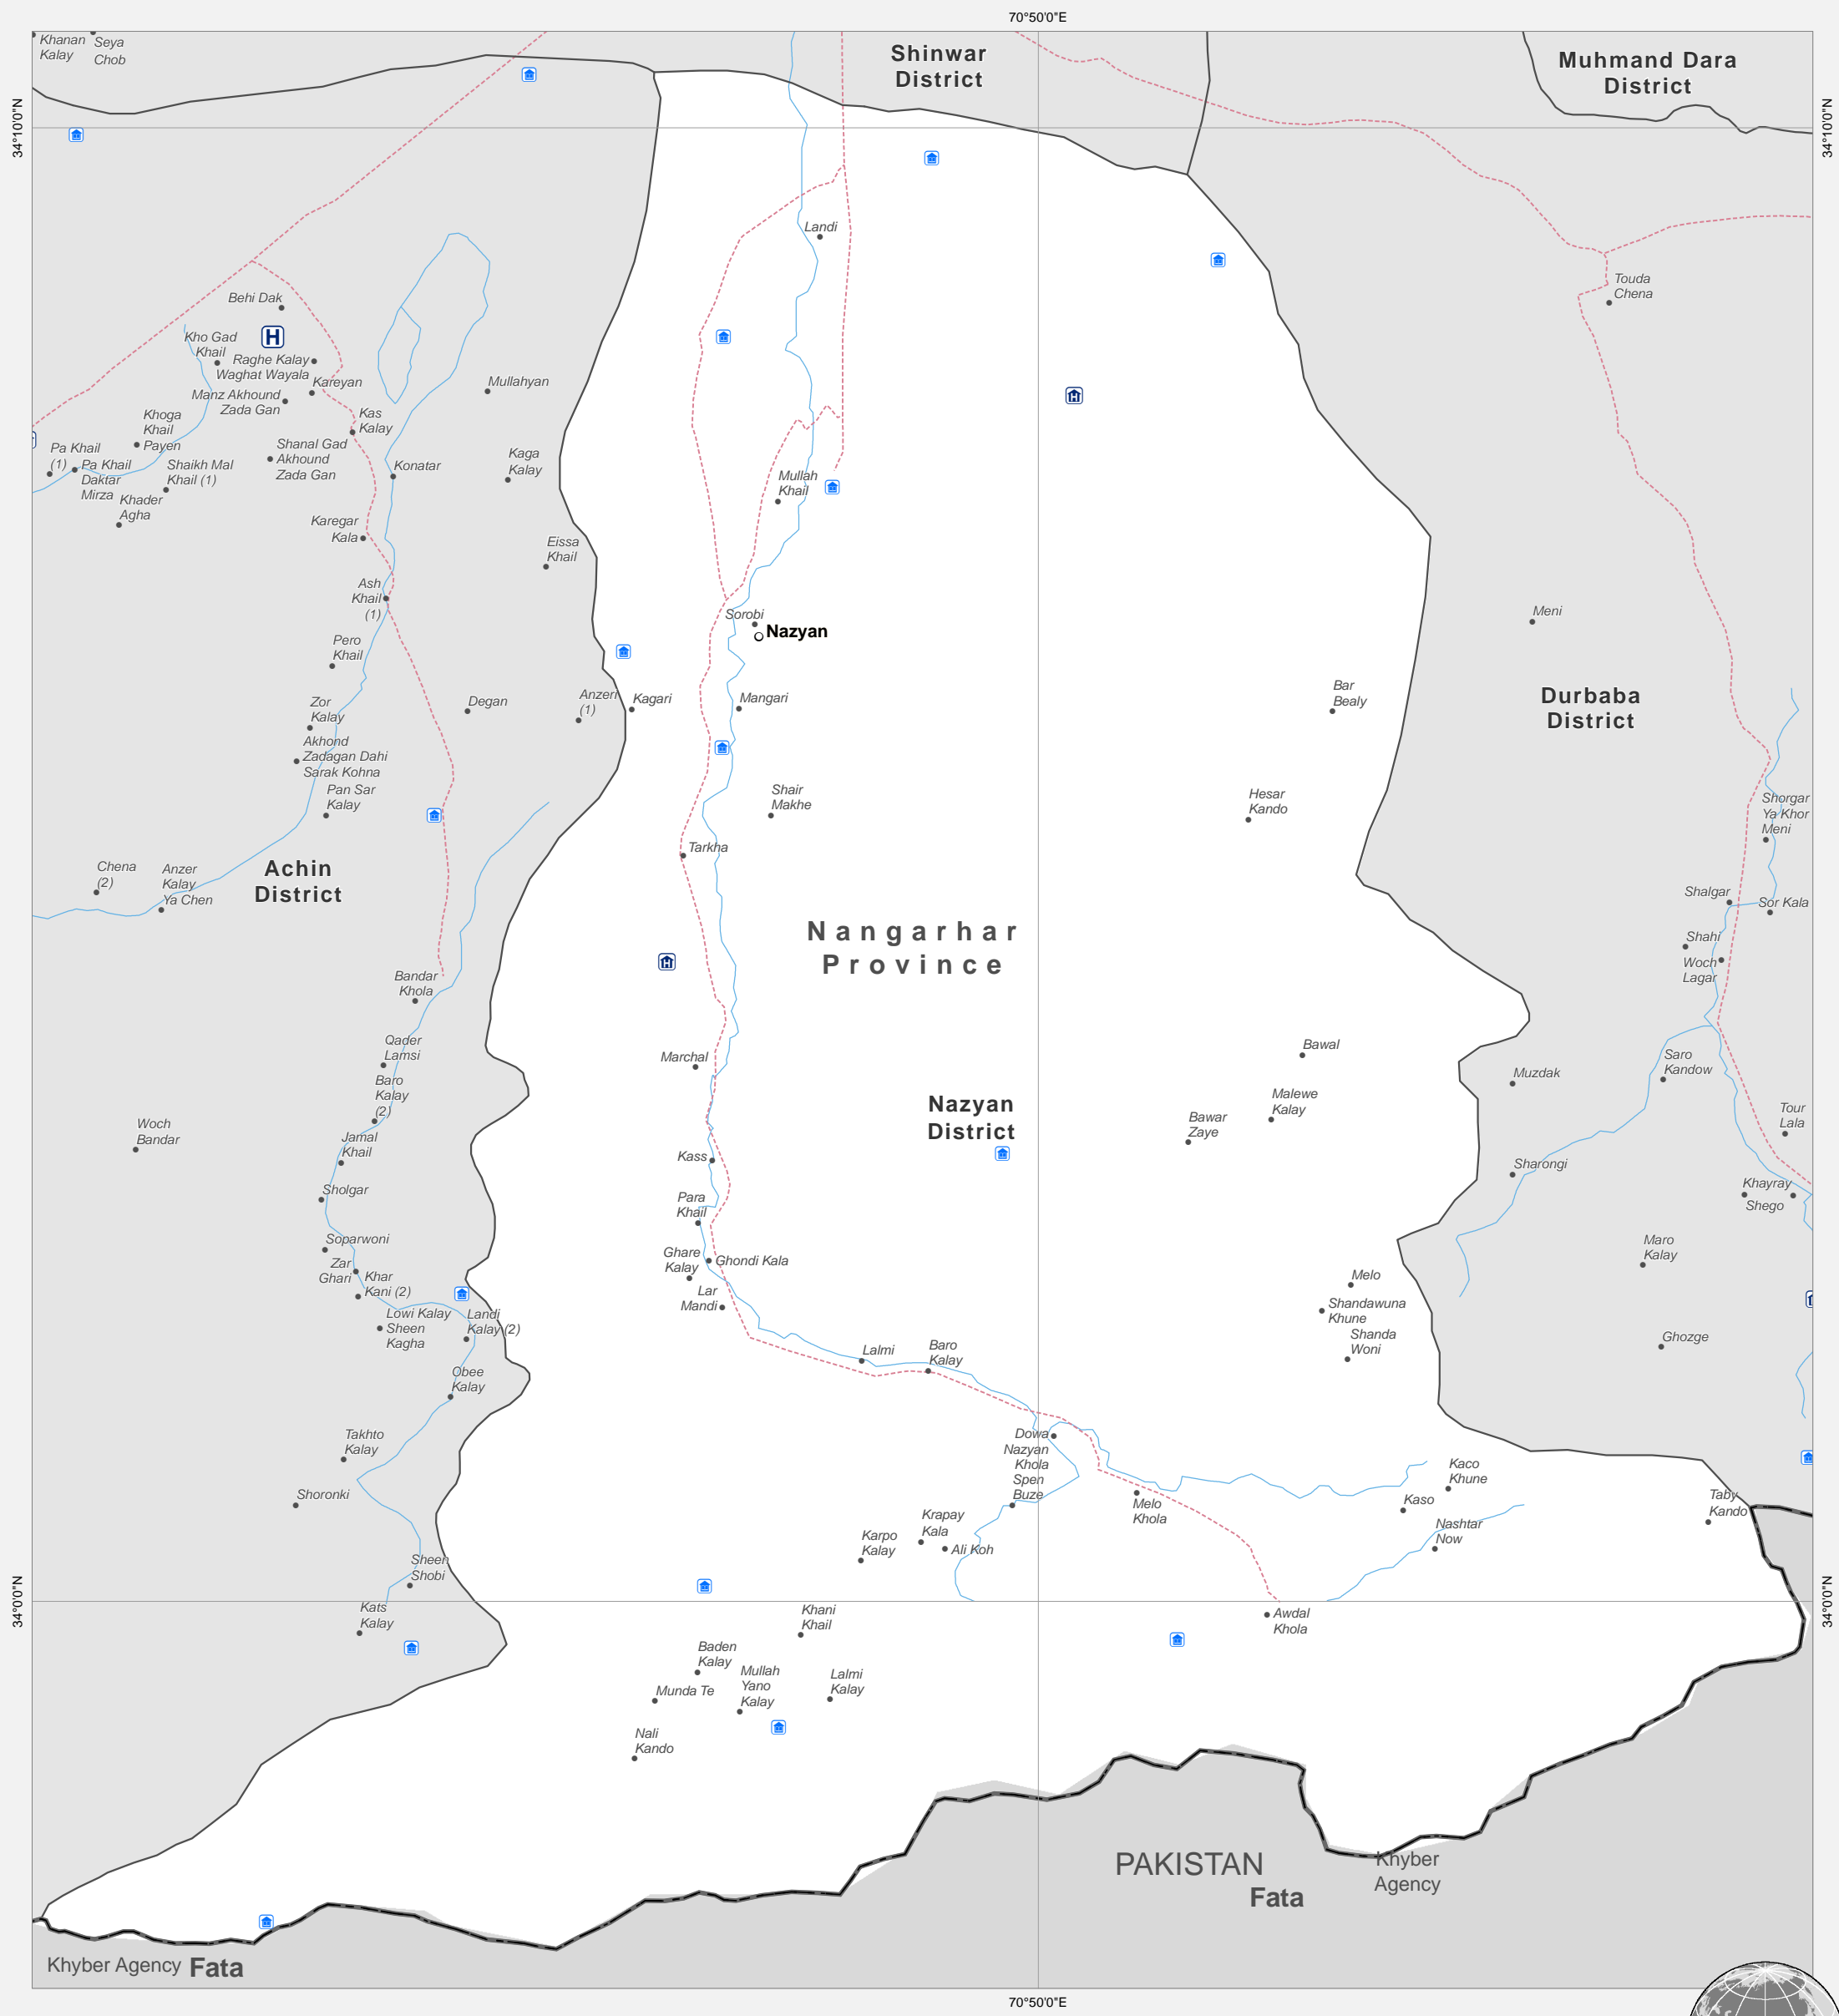 70°50'0"E
Khanan
Kalay
Seya
Chob
Shinwar
District
Muhmand Dara
District
34°10'0"N
34°10'0"N
Landi
Touda
Chena
Behi Dak
Kho Gad
Khail
Raghe Kalay
Waghat Wayala
Kareyan
Manz Akhound
Zada Gan
Mullahyan
Khoga
Khail
Payen
Kas
Kalay
Pa Khail
(1)
Pa Khail
Daktar
Mirza
Shaikh Mal
Khail (1)
Shanal Gad
Akhound
Zada Gan
Konatar
Kaga
Kalay
Mullah
Khail
Khader
Agha
Karegar
Kala
Eissa
Khail
Ash
Khail
(1)
Sorobi
Nazyan
Meni
Pero
Khail
Zor
Kalay
Degan
Anzeri
(1)
Kagari
Mangari
Bar
Bealy
Durbaba
District
Akhond
Zadagan Dahi
Sarak Kohna
Pan Sar
Kalay
Shair
Makhe
Hesar
Kando
Shorgar
Ya Khor
Meni
Tarkha
Achin
District
Chena
(2)
Anzer
Kalay
Ya Chen
Shalgar
Sor Kala
Nangarhar
Province
Shahi
Woch
Lagar
Bandar
Khola
Qader
Lamsi
Marchal
Bawal
Saro
Kandow
Muzdak
Baro
Kalay
(2)
Nazyan
District
Malewe
Kalay
Bawar
Zaye
Tour
Lala
Woch
Bandar
Jamal
Khail
Kass
Sharongi
Sholgar
Para
Khail
Khayray
Shego
Soparwoni
Zar
Ghari
Ghare
Kalay
Ghondi Kala
Maro
Kalay
Khar
Kani (2)
Lar
Mandi
Melo
Shandawuna
Khune
Lowi Kalay
Sheen
Kagha
Landi
Kalay (2)
Shanda
Woni
Ghozge
Lalmi
Baro
Kalay
Obee
Kalay
Takhto
Kalay
Dowa
Nazyan
Khola
Spen
Buze
Kaco
Khune
Shoronki
Melo
Khola
Kaso
Taby
Kando
Krapay
Kala
Karpo
Kalay
Ali Koh
Nashtar
Now
Sheen
Shobi
34°0'0"N
34°0'0"N
Kats
Kalay
Khani
Khail
Awdal
Khola
Baden
Kalay
Mullah
Yano
Kalay
Lalmi
Kalay
Munda Te
Nali
Kando
PAKISTAN
Fata
Khyber
Agency
Khyber Agency Fata
70°50'0"E